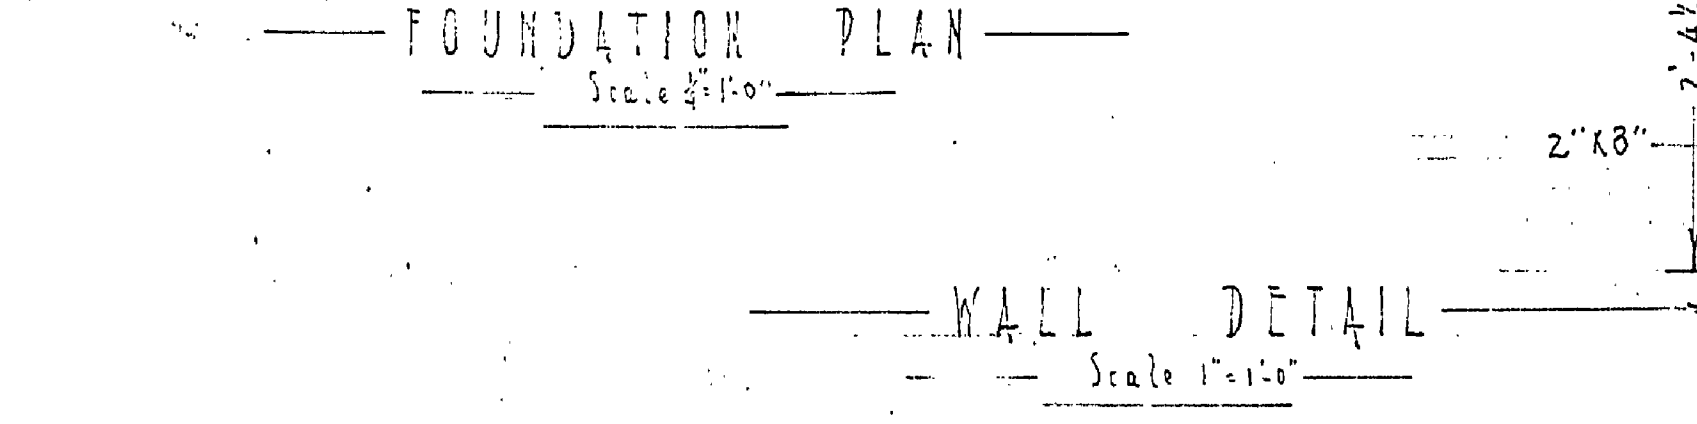 FOUNDATION PLAN
Scale ¼"=1'-0"
2"x8"
WALL DETAIL
Scale 1"=1'-0"